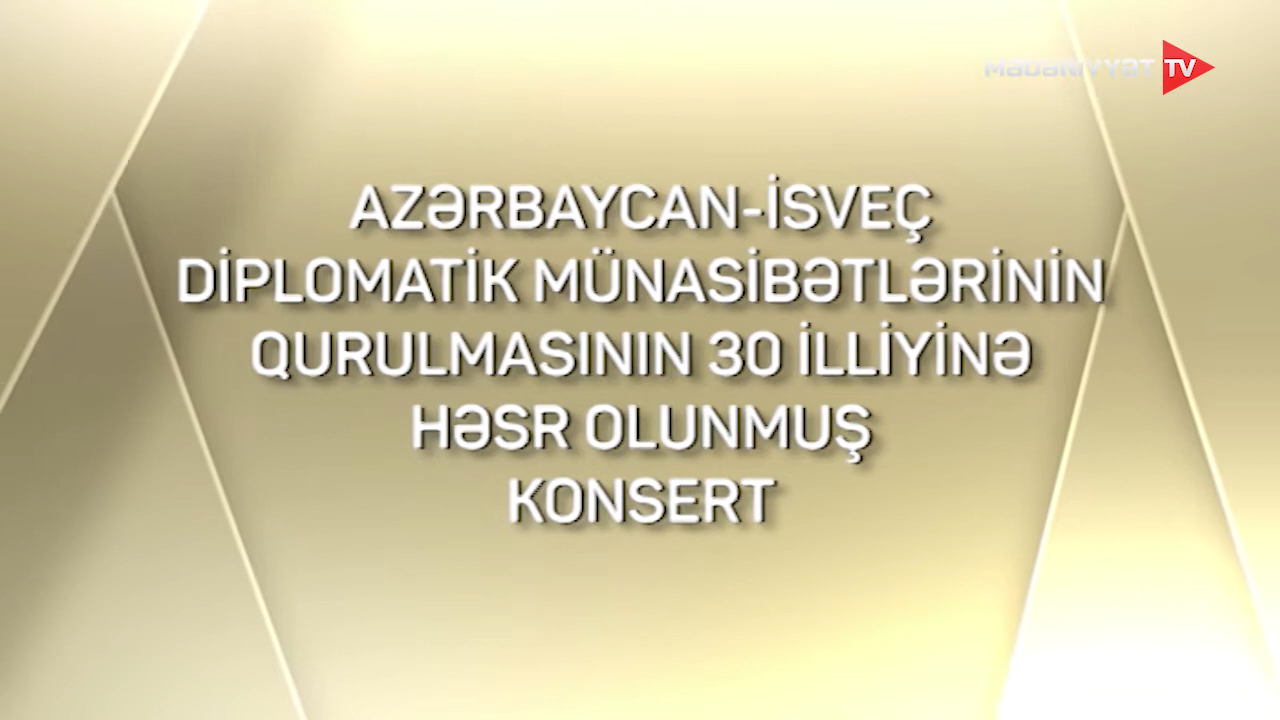 MƏDƏNİYYƏT TV
AZƏRBAYCAN-İSVEÇ
DİPLOMATİK MÜNASİBƏTLƏRİNİN
QURULMASININ 30 İLLİYİNƏ
HƏSR OLUNMUŞ
KONSERT